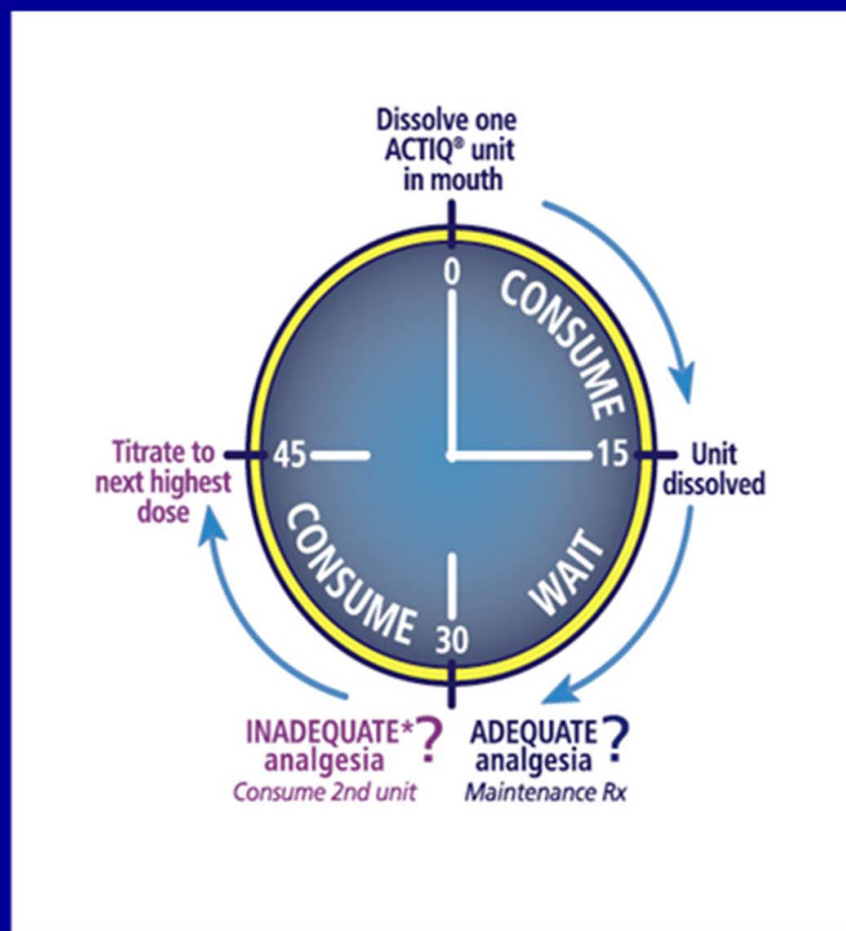 Dissolve one
ACTIQ® unit
in mouth
0
CONSUME
15
Unit
dissolved
WAIT
30
ADEQUATE?
analgesia
Maintenance Rx
INADEQUATE*?
analgesia
Consume 2nd unit
CONSUME
45
Titrate to
next highest
dose